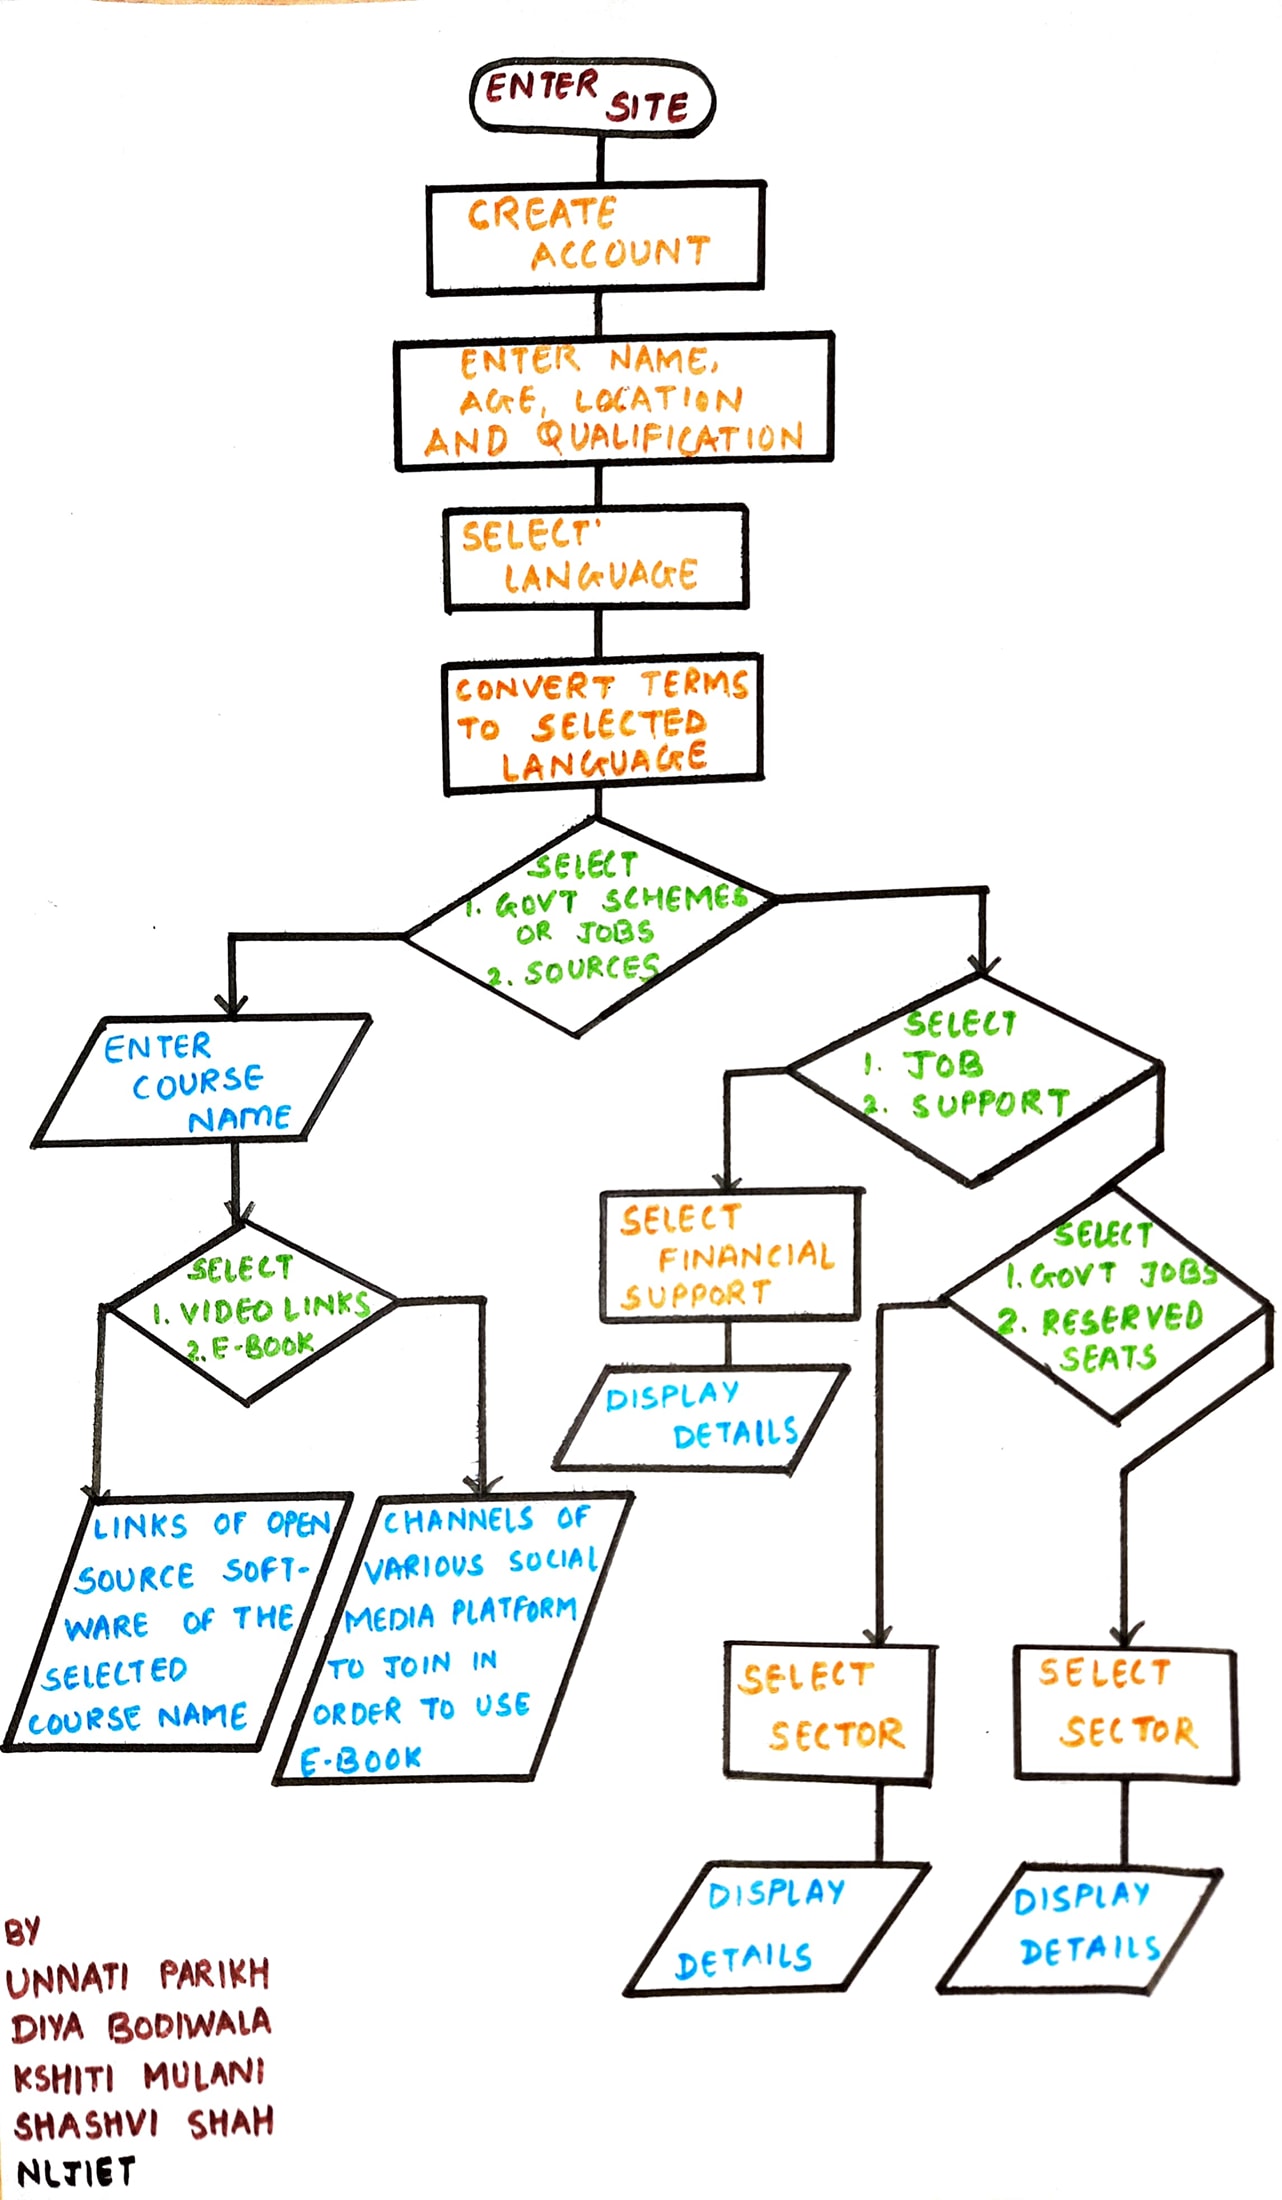 ENTER SITE
CREATE
ACCOUNT
ENTER NAME,
AGE, LOCATION
AND QUALIFICATION
SELECT
LANGUAGE
CONVERT TERMS
TO SELECTED
LANGUAGE
SELECT
1. GOVT SCHEMES
OR JOBS
2. SOURCES
ENTER
COURSE
NAME
SELECT
1. JOB
2. SUPPORT
SELECT
1. VIDEO LINKS
2. E-BOOK
SELECT
FINANCIAL
SUPPORT
SELECT
1. GOVT JOBS
2. RESERVED
SEATS
DISPLAY
DETAILS
LINKS OF OPEN
SOURCE SOFT-
WARE OF THE
SELECTED
COURSE NAME
CHANNELS OF
VARIOUS SOCIAL
MEDIA PLATFORM
TO JOIN IN
ORDER TO USE
E-BOOK
SELECT
SECTOR
SELECT
SECTOR
DISPLAY
DETAILS
DISPLAY
DETAILS
BY
UNNATI PARIKH
DIYA BODIWALA
KSHITI MULANI
SHASHVI SHAH
NLJIET